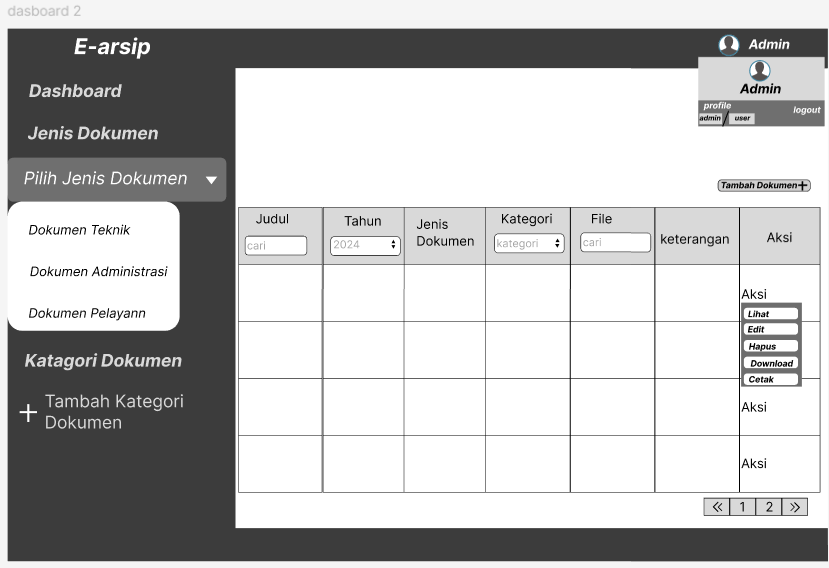 dasboard 2
E-arsip
Admin
Admin
profile
logout
admin / user
Dashboard
Jenis Dokumen
Pilih Jenis Dokumen
Dokumen Teknik
Dokumen Administrasi
Dokumen Pelayann
Katagori Dokumen
+ Tambah Kategori
Dokumen
Tambah Dokumen+
Judul
cari
Tahun
2024
Jenis
Dokumen
Kategori
kategori
File
cari
keterangan
Aksi
Aksi
Lihat
Edit
Hapus
Download
Cetak
Aksi
Aksi
« 1 2 »